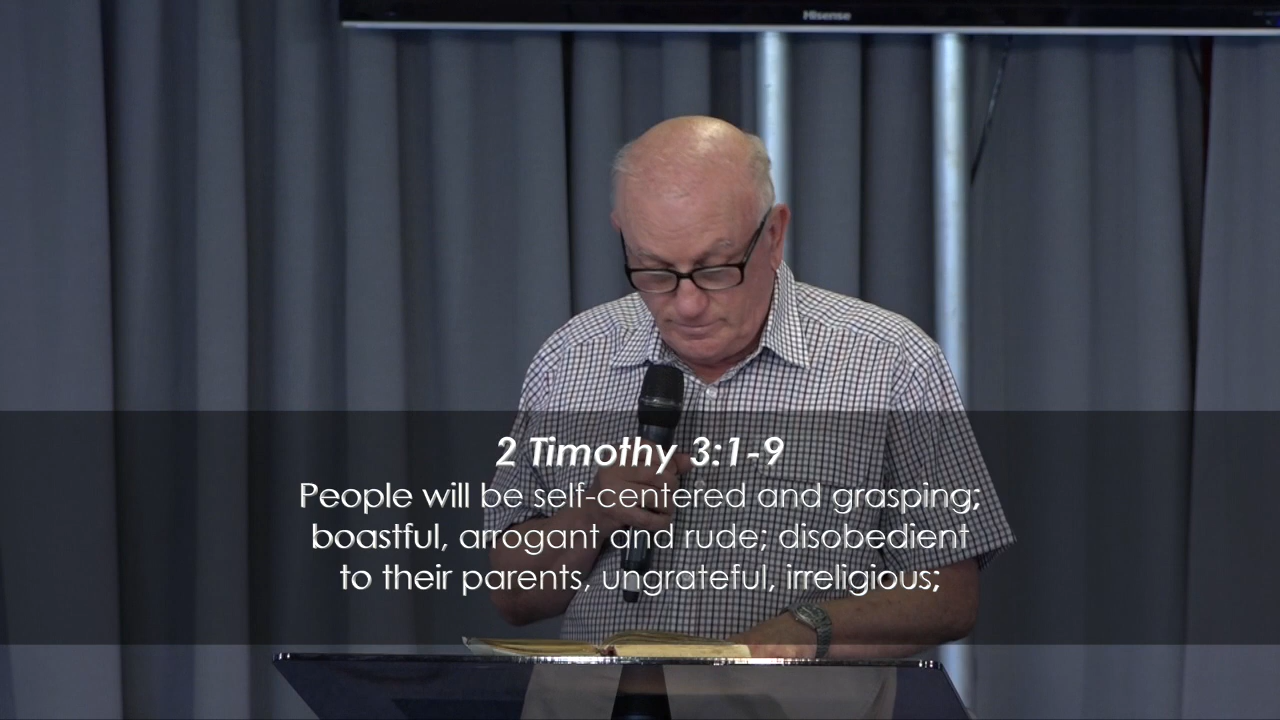 Hisense
2 Timothy 3:1-9
People will be self-centered and grasping;
boastful, arrogant and rude; disobedient
to their parents, ungrateful, irreligious;